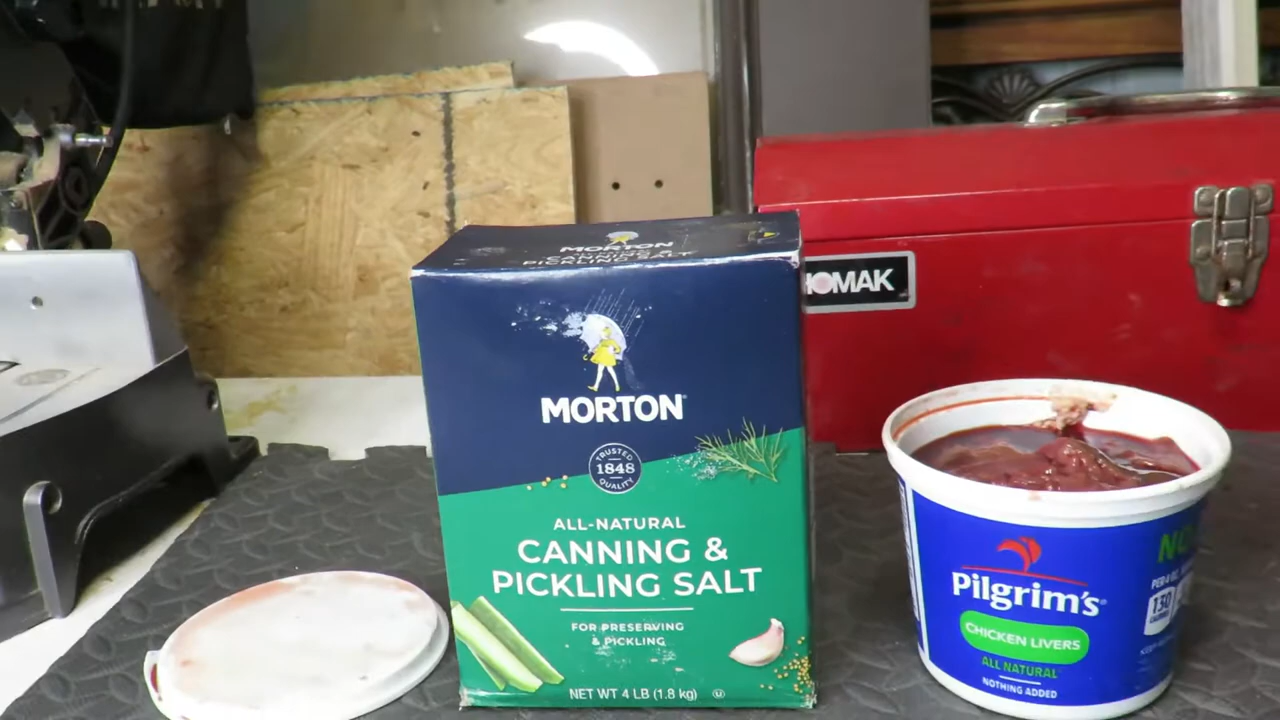 MORTON
CANNING &
PICKLING SALT
MORTON
TRUSTED
1848
QUALITY
ALL-NATURAL
CANNING &
PICKLING SALT
FOR PRESERVING
& PICKLING
NET WT 4 LB (1.8 kg)
HOMAK
Pilgrim's
CHICKEN LIVERS
ALL NATURAL
NOTHING ADDED
130
CALORIES